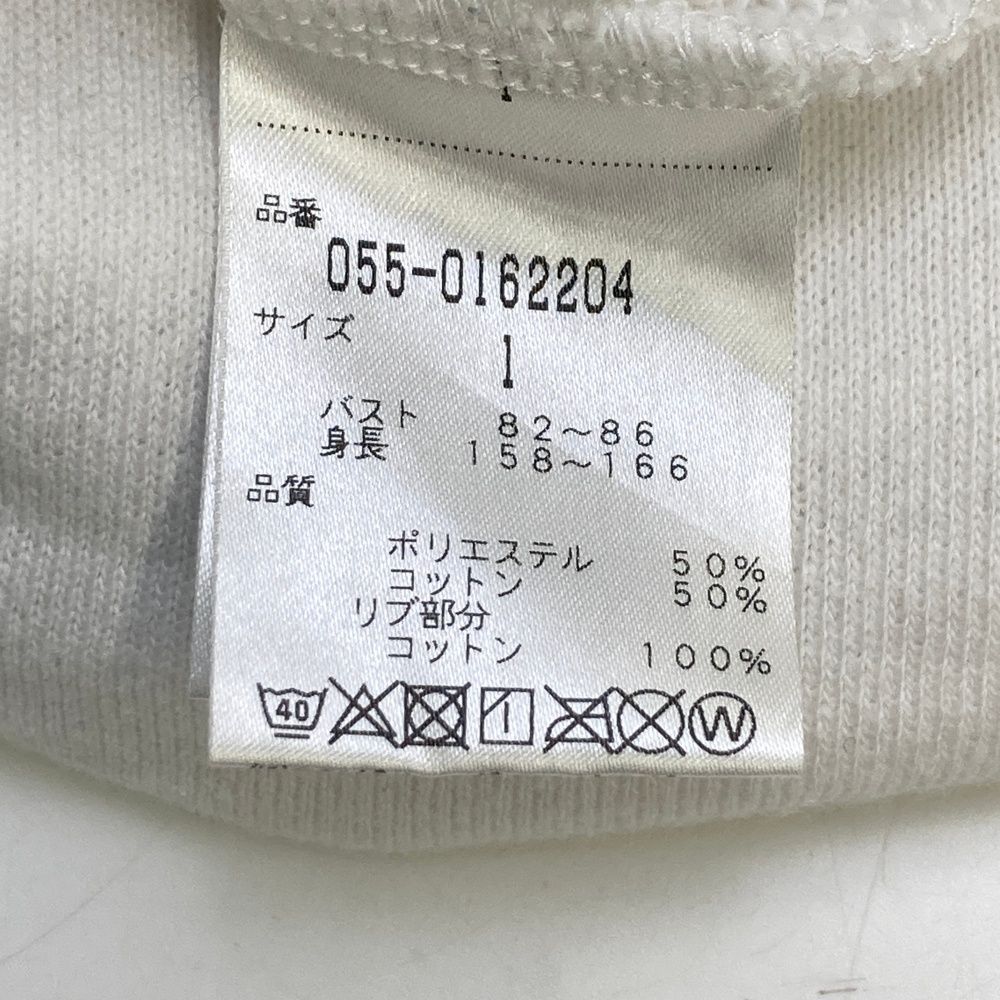 品番
055-0162204
サイズ
1
バスト 82～86
身長 158～166
品質
ポリエステル 50%
コットン 50%
リブ部分
コットン 100%
40 W